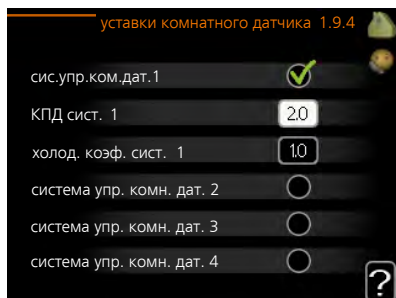 уставки комнатного датчика 1.9.4
сис.упр.ком.дат.1
КПД сист. 1 2.0
холод. коэф. сист. 1 1.0
система упр. комн. дат. 2
система упр. комн. дат. 3
система упр. комн. дат. 4
?